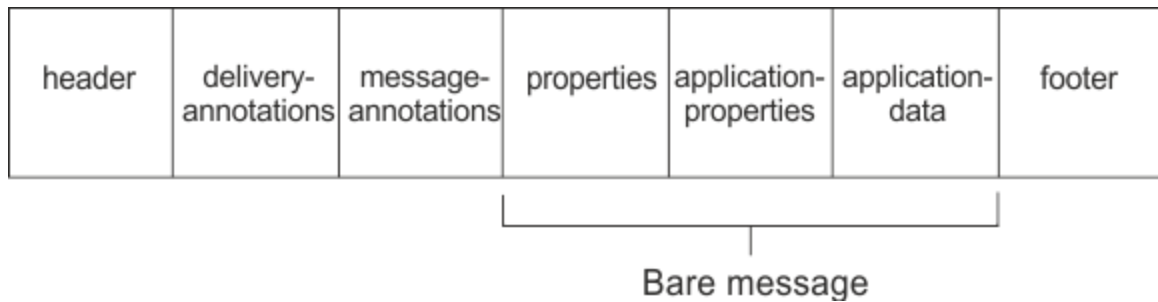 header
delivery-
annotations
message-
annotations
properties
application-
properties
application-
data
footer
Bare message